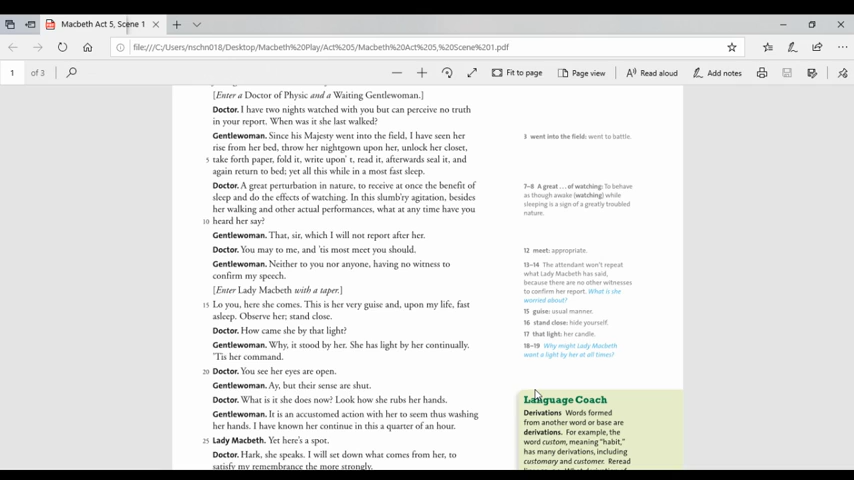 Macbeth Act 5, Scene 1
file:///C:/Users/nschn018/Desktop/Macbeth%20Play/Act%205/Macbeth%20Act%205,%20Scene%201.pdf
1 of 3
Fit to page
Page view
Read aloud
Add notes
[Enter a Doctor of Physic and a Waiting Gentlewoman.]
Doctor. I have two nights watched with you but can perceive no truth
in your report. When was it she last walked?
Gentlewoman. Since his Majesty went into the field, I have seen her
rise from her bed, throw her nightgown upon her, unlock her closet,
5 take forth paper, fold it, write upon' t, read it, afterwards seal it, and
again return to bed; yet all this while in a most fast sleep.
Doctor. A great perturbation in nature, to receive at once the benefit of
sleep and do the effects of watching. In this slumb'ry agitation, besides
her walking and other actual performances, what at any time have you
10 heard her say?
Gentlewoman. That, sir, which I will not report after her.
Doctor. You may to me, and 'tis most meet you should.
Gentlewoman. Neither to you nor anyone, having no witness to
confirm my speech.
[Enter Lady Macbeth with a taper.]
15 Lo you, here she comes. This is her very guise and, upon my life, fast
asleep. Observe her; stand close.
Doctor. How came she by that light?
Gentlewoman. Why, it stood by her. She has light by her continually.
'Tis her command.
20 Doctor. You see her eyes are open.
Gentlewoman. Ay, but their sense are shut.
Doctor. What is it she does now? Look how she rubs her hands.
Gentlewoman. It is an accustomed action with her to seem thus washing
her hands. I have known her continue in this a quarter of an hour.
25 Lady Macbeth. Yet here's a spot.
Doctor. Hark, she speaks. I will set down what comes from her, to
satisfy my remembrance the more strongly.
3 went into the field: went to battle.
7–8 A great . . . of watching: To behave
as though awake (watching) while
sleeping is a sign of a greatly troubled
nature.
12 meet: appropriate.
13–14 The attendant won't repeat
what Lady Macbeth has said,
because there are no other witnesses
to confirm her report. What is she
worried about?
15 guise: usual manner.
16 stand close: hide yourself.
17 that light: her candle.
18–19 Why might Lady Macbeth
want a light by her at all times?
Language Coach
Derivations Words formed
from another word or base are
derivations. For example, the
word custom, meaning "habit,"
has many derivations, including
customary and customer. Reread